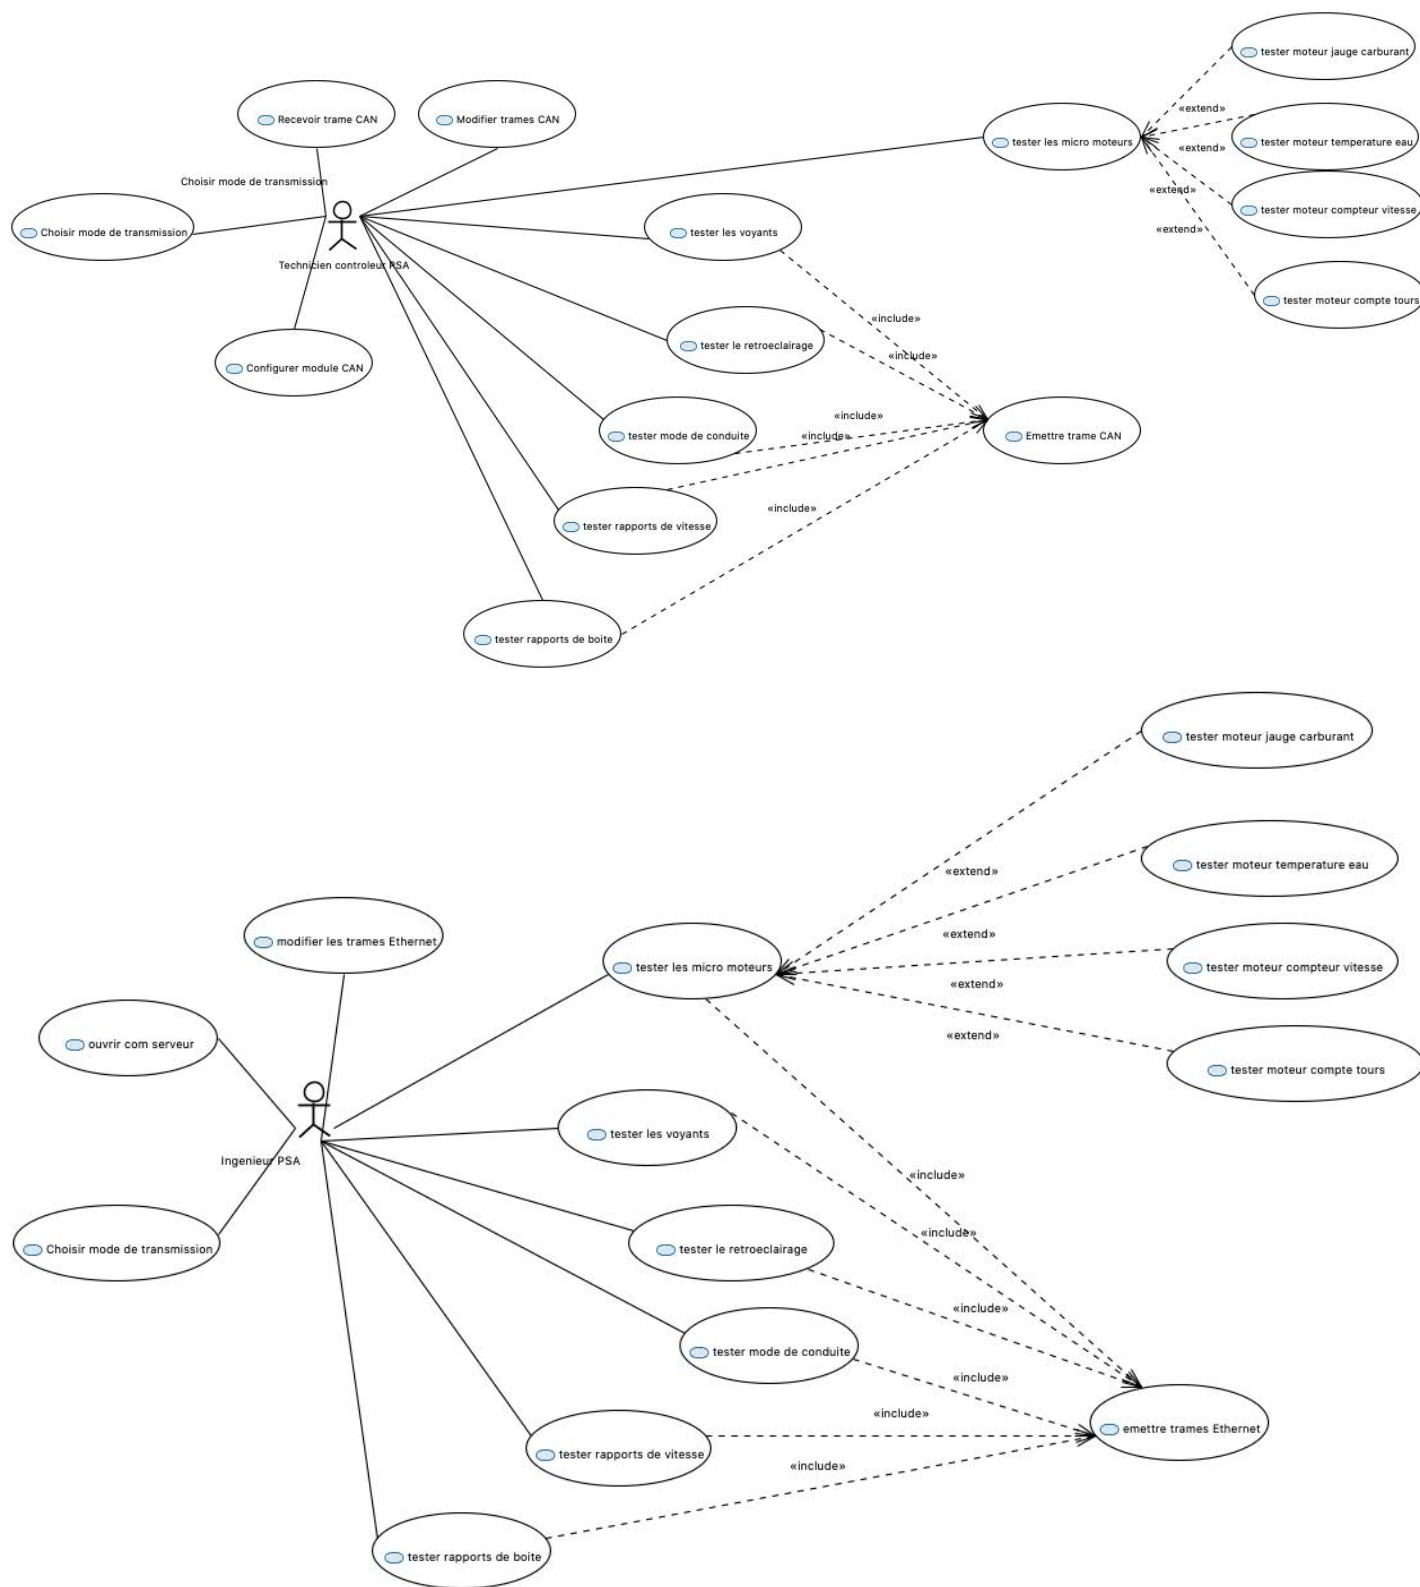 tester moteur jauge carburant
Recevoir trame CAN
Modifier trames CAN
«extend»
tester les micro moteurs
tester moteur temperature eau
«extend»
Choisir mode de transmission
«extend»
tester moteur compteur vitesse
Choisir mode de transmission
tester les voyants
«extend»
Technicien controleur PSA
tester moteur compte tours
«include»
tester le retroeclairage
«include»
Configurer module CAN
«include»
tester mode de conduite
«include»
Emettre trame CAN
«include»
tester rapports de vitesse
tester rapports de boite
tester moteur jauge carburant
tester moteur temperature eau
«extend»
modifier les trames Ethernet
«extend»
tester les micro moteurs
tester moteur compteur vitesse
«extend»
ouvrir com serveur
«extend»
tester moteur compte tours
tester les voyants
Ingenieur PSA
«include»
«include»
Choisir mode de transmission
tester le retroeclairage
«include»
tester mode de conduite
«include»
«include»
emettre trames Ethernet
tester rapports de vitesse
«include»
tester rapports de boite